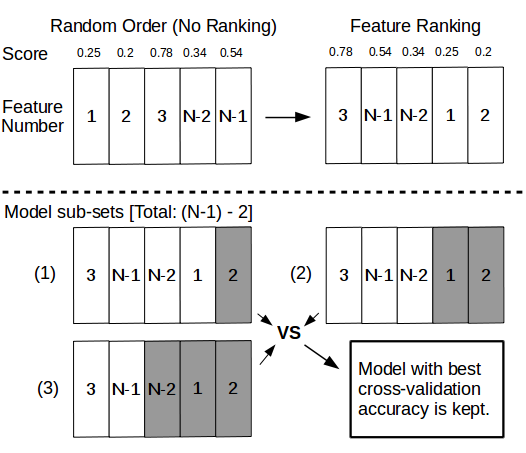 Random Order (No Ranking)
Feature Ranking
Score
0.25 0.2 0.78 0.34 0.54
0.78 0.54 0.34 0.25 0.2
Feature
Number
1 2 3 N-2 N-1
3 N-1 N-2 1 2
Model sub-sets [Total: (N-1) - 2]
(1) 3 N-1 N-2 1 2
(2) 3 N-1 N-2 1 2
VS
(3) 3 N-1 N-2 1 2
Model with best
cross-validation
accuracy is kept.